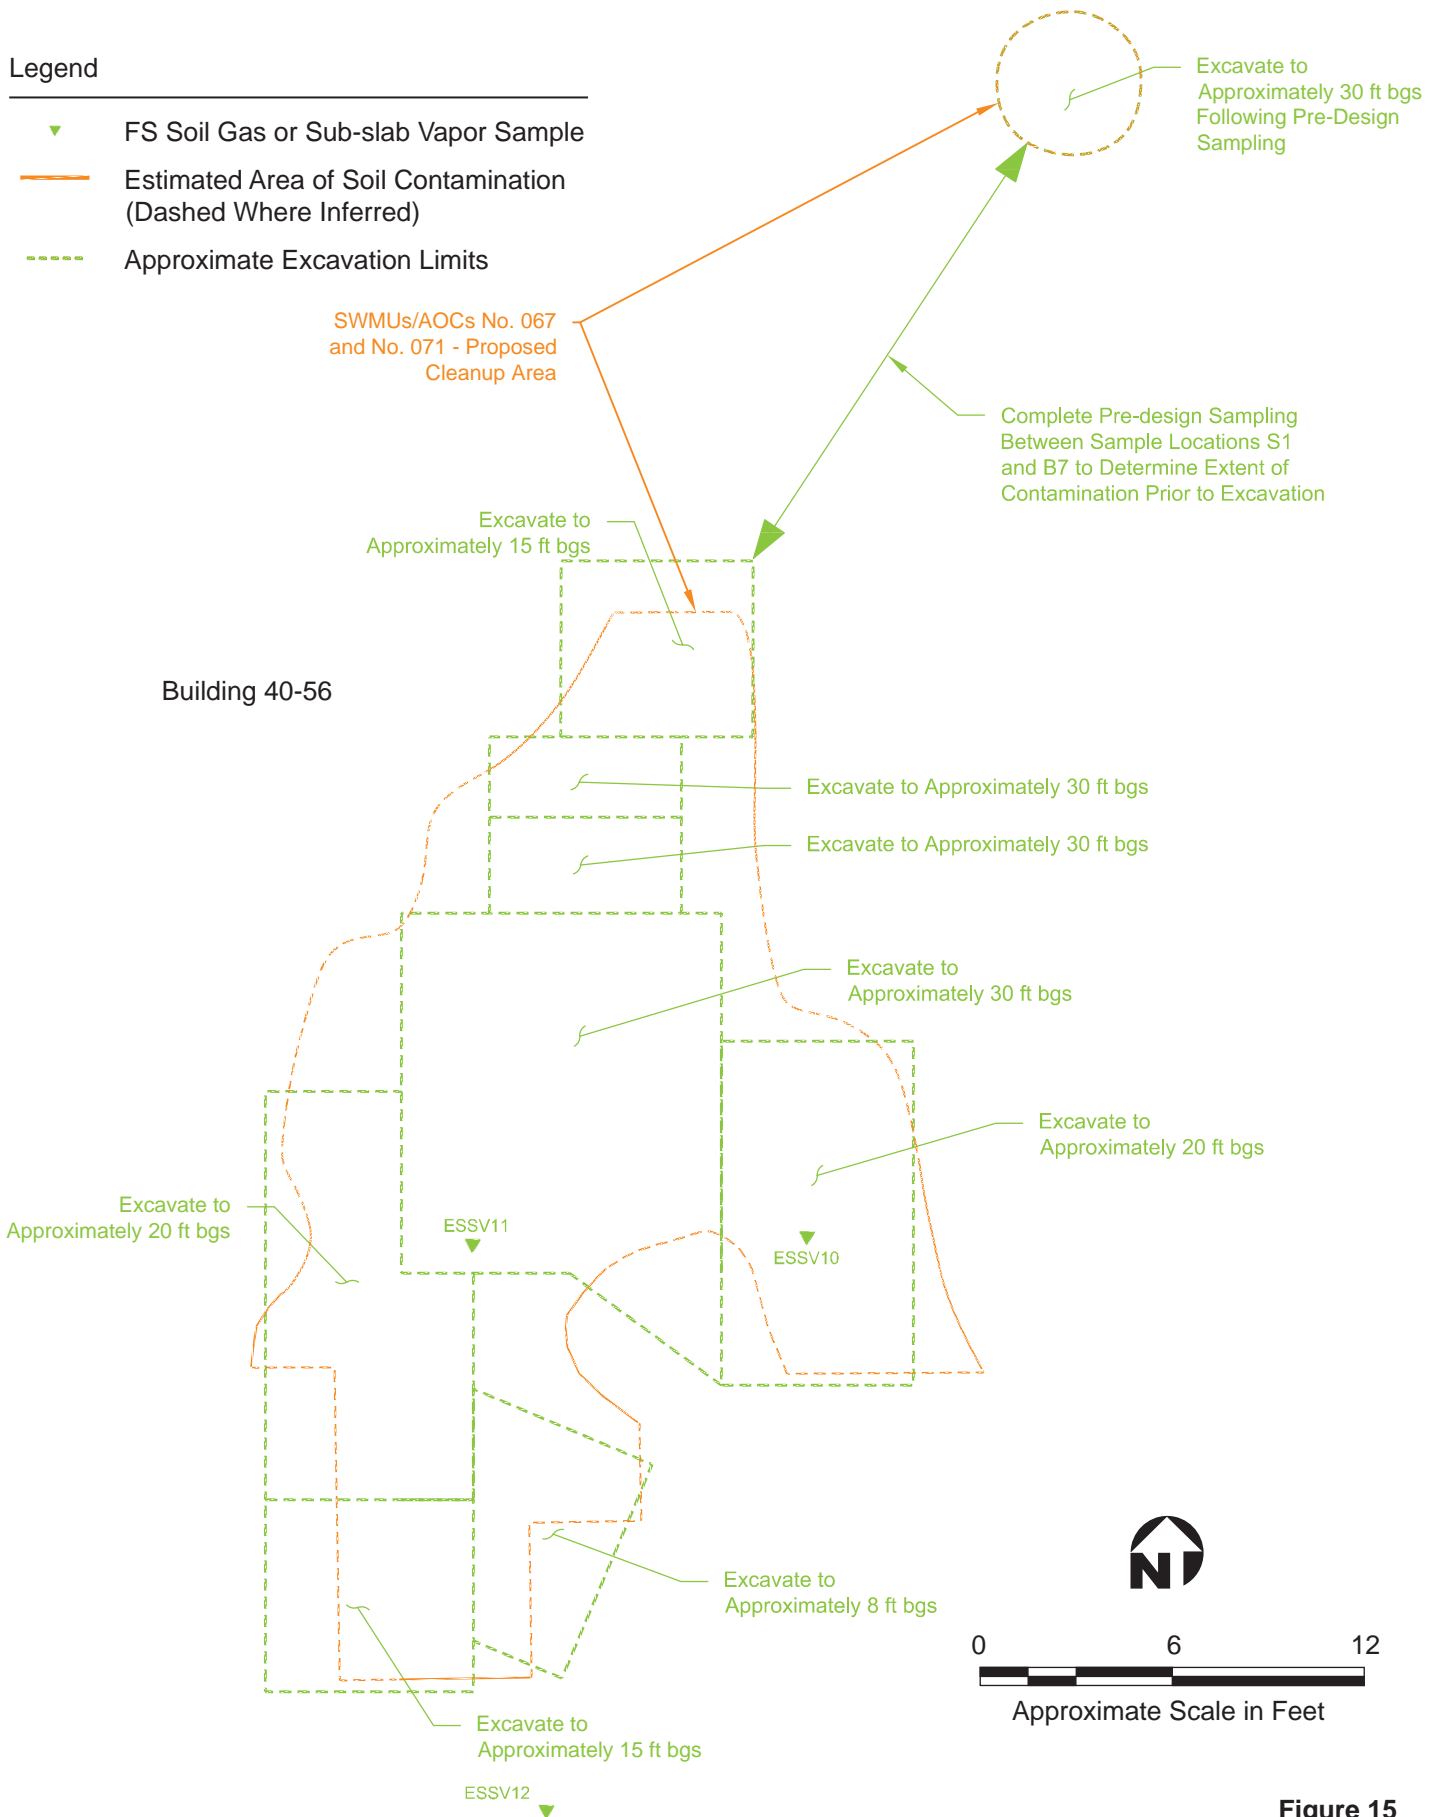 Legend
FS Soil Gas or Sub-slab Vapor Sample
Estimated Area of Soil Contamination
(Dashed Where Inferred)
Approximate Excavation Limits
Excavate to
Approximately 30 ft bgs
Following Pre-Design
Sampling
SWMUs/AOCs No. 067
and No. 071 - Proposed
Cleanup Area
Complete Pre-design Sampling
Between Sample Locations S1
and B7 to Determine Extent of
Contamination Prior to Excavation
Excavate to
Approximately 15 ft bgs
Building 40-56
Excavate to Approximately 30 ft bgs
Excavate to Approximately 30 ft bgs
Excavate to
Approximately 30 ft bgs
Excavate to
Approximately 20 ft bgs
Excavate to
Approximately 20 ft bgs
ESSV11
ESSV10
Excavate to
Approximately 8 ft bgs
N
0 6 12
Approximate Scale in Feet
Excavate to
Approximately 15 ft bgs
ESSV12
Figure 15